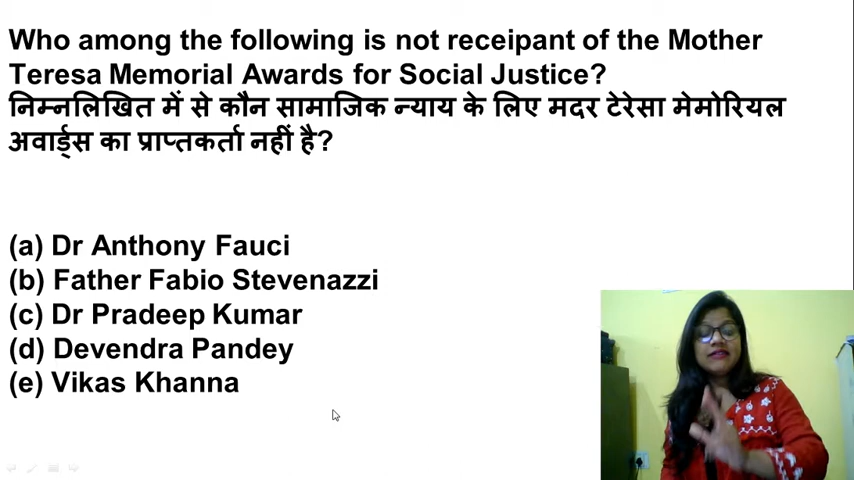 Who among the following is not receipant of the Mother
Teresa Memorial Awards for Social Justice?
निम्नलिखित में से कौन सामाजिक न्याय के लिए मदर टेरेसा मेमोरियल
अवार्ड्स का प्राप्तकर्ता नहीं है?
(a) Dr Anthony Fauci
(b) Father Fabio Stevenazzi
(c) Dr Pradeep Kumar
(d) Devendra Pandey
(e) Vikas Khanna